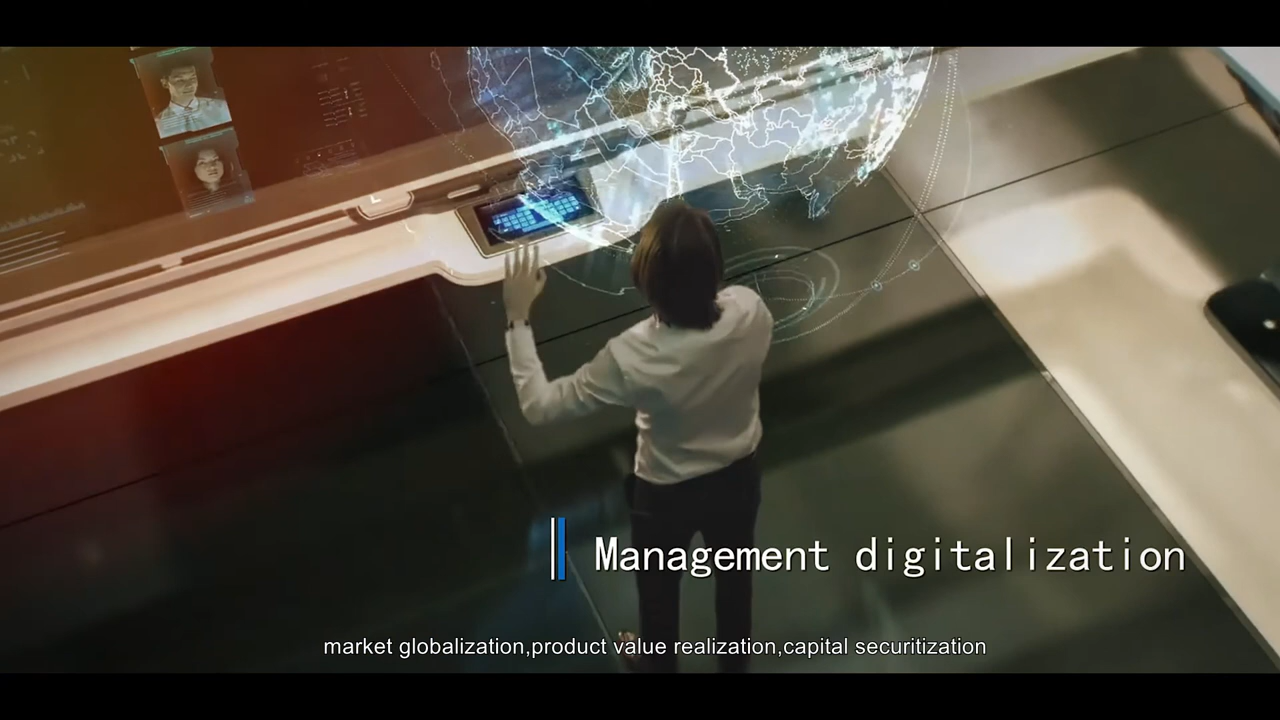 Management digitalization
market globalization,product value realization,capital securitization